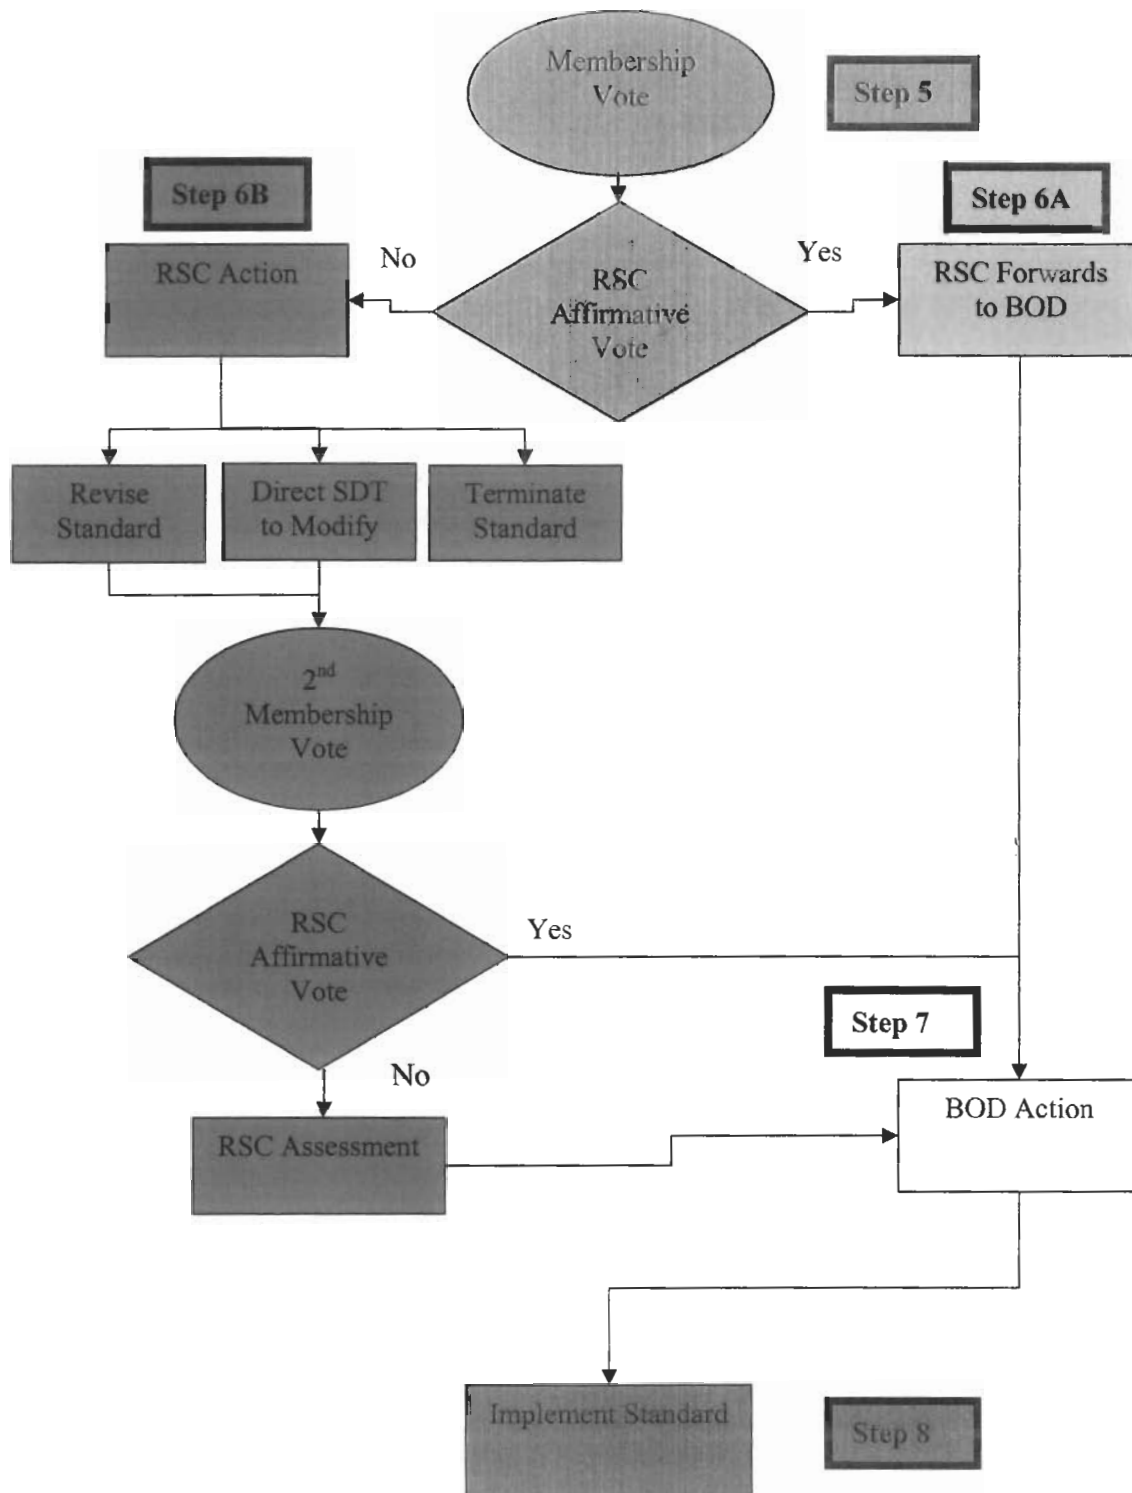 Membership
Vote
Step 5
Step 6B
Step 6A
RSC Action
No
RSC
Affirmative
Vote
Yes
RSC Forwards
to BOD
Revise
Standard
Direct SDT
to Modify
Terminate
Standard
2nd
Membership
Vote
RSC
Affirmative
Vote
Yes
Step 7
No
BOD Action
RSC Assessment
Implement Standard
Step 8